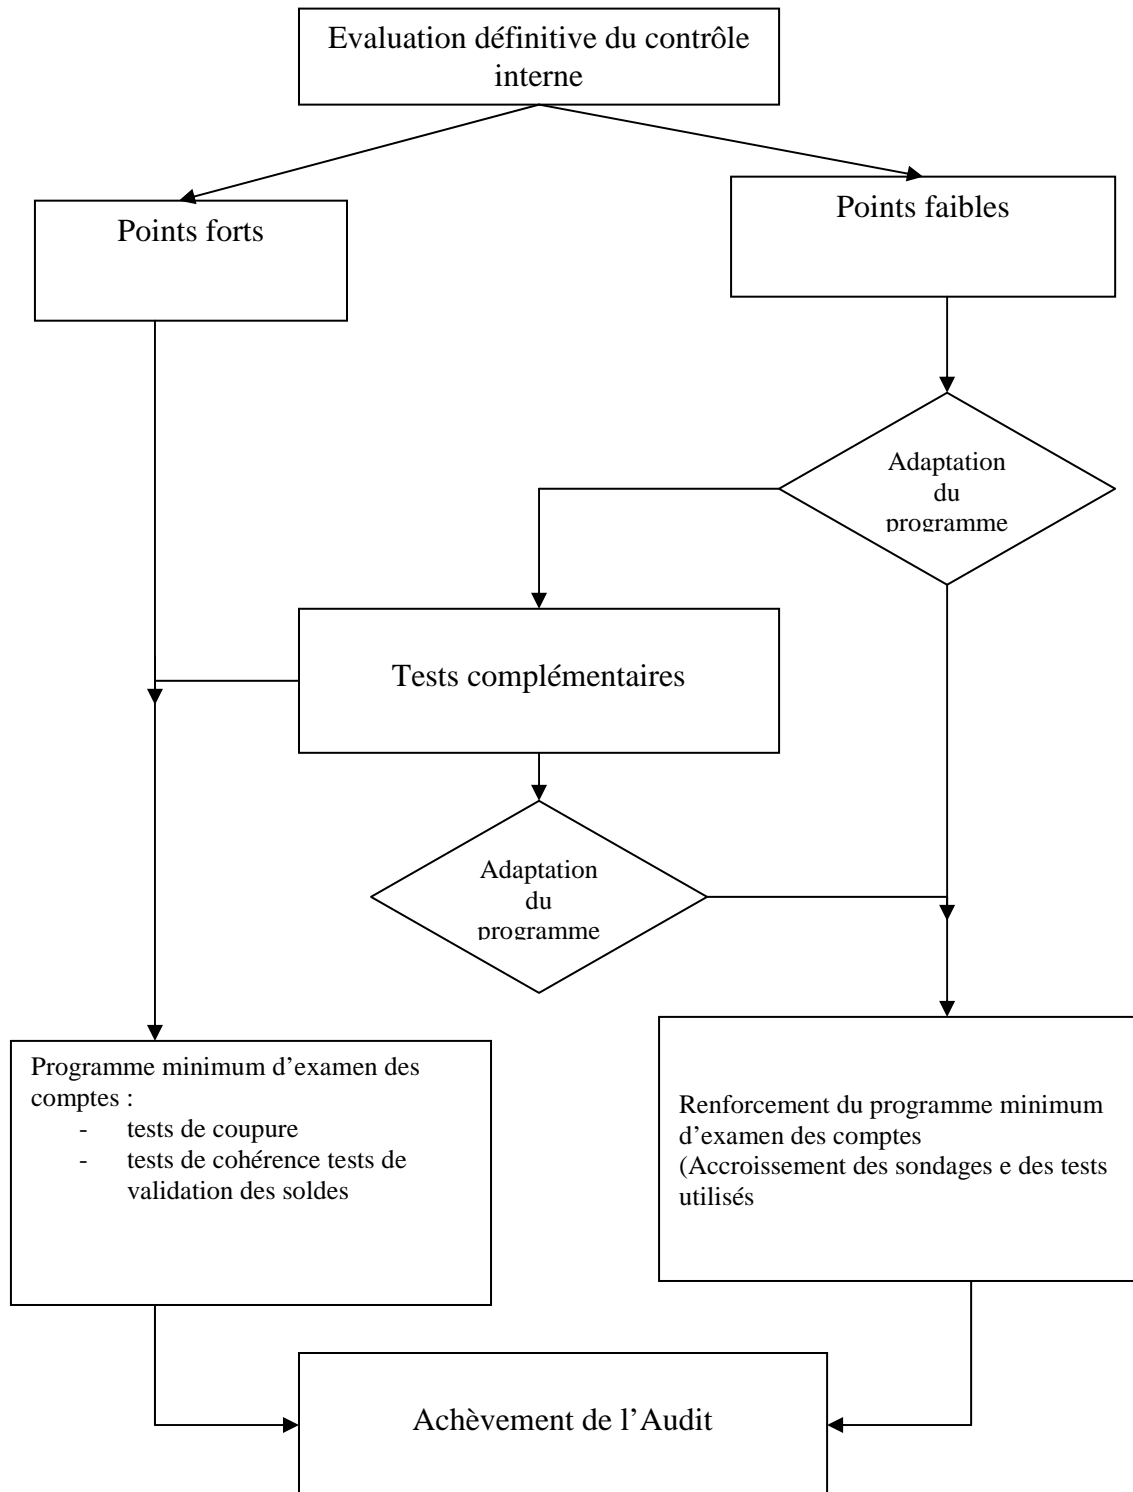 Evaluation définitive du contrôle
interne
Points forts
Points faibles
Adaptation
du
programme
Tests complémentaires
Adaptation
du
programme
Programme minimum d’examen des
comptes :
- tests de coupure
- tests de cohérence tests de
validation des soldes
Renforcement du programme minimum
d’examen des comptes
(Accroissement des sondages e des tests
utilisés
Achèvement de l’Audit